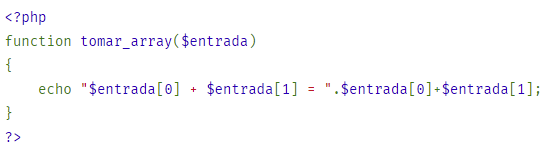 <?php
function tomar_array($entrada)
{
    echo "$entrada[0] + $entrada[1] = ".$entrada[0]+$entrada[1];
}
?>